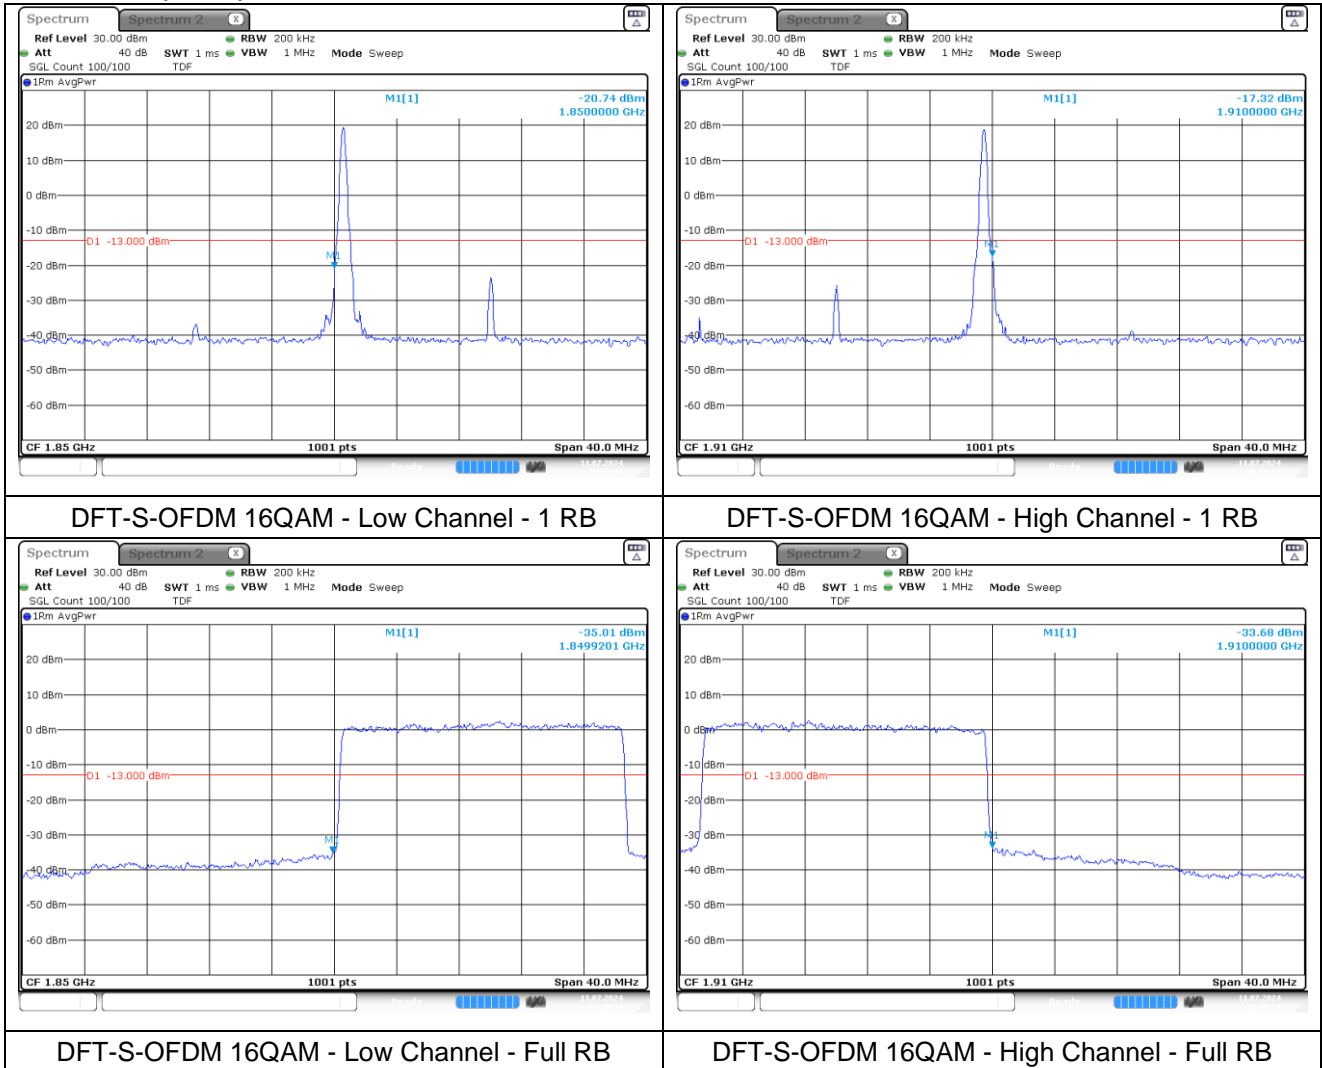 Spectrum Spectrum 2 X
Ref Level 30.00 dBm RBW 200 kHz
Att 40 dB SWT 1 ms VBW 1 MHz Mode Sweep
SGL Count 100/100 TDF
1Rm AvgPwr
M1[1] -20.74 dBm
1.8500000 GHz
20 dBm
10 dBm
0 dBm
-10 dBm
D1 -13.000 dBm
M1
-20 dBm
-30 dBm
-40 dBm
-50 dBm
-60 dBm
CF 1.85 GHz 1001 pts Span 40.0 MHz
Ready 11.07.2024
DFT-S-OFDM 16QAM - Low Channel - 1 RB
Spectrum Spectrum 2 X
Ref Level 30.00 dBm RBW 200 kHz
Att 40 dB SWT 1 ms VBW 1 MHz Mode Sweep
SGL Count 100/100 TDF
1Rm AvgPwr
M1[1] -17.32 dBm
1.9100000 GHz
20 dBm
10 dBm
0 dBm
-10 dBm
D1 -13.000 dBm
M1
-20 dBm
-30 dBm
-40 dBm
-50 dBm
-60 dBm
CF 1.91 GHz 1001 pts Span 40.0 MHz
Ready 11.07.2024
DFT-S-OFDM 16QAM - High Channel - 1 RB
Spectrum Spectrum 2 X
Ref Level 30.00 dBm RBW 200 kHz
Att 40 dB SWT 1 ms VBW 1 MHz Mode Sweep
SGL Count 100/100 TDF
1Rm AvgPwr
M1[1] -35.01 dBm
1.8499201 GHz
20 dBm
10 dBm
0 dBm
-10 dBm
D1 -13.000 dBm
-20 dBm
-30 dBm
M1
-40 dBm
-50 dBm
-60 dBm
CF 1.85 GHz 1001 pts Span 40.0 MHz
Ready 11.07.2024
DFT-S-OFDM 16QAM - Low Channel - Full RB
Spectrum Spectrum 2 X
Ref Level 30.00 dBm RBW 200 kHz
Att 40 dB SWT 1 ms VBW 1 MHz Mode Sweep
SGL Count 100/100 TDF
1Rm AvgPwr
M1[1] -33.68 dBm
1.9100000 GHz
20 dBm
10 dBm
0 dBm
-10 dBm
D1 -13.000 dBm
-20 dBm
-30 dBm
M1
-40 dBm
-50 dBm
-60 dBm
CF 1.91 GHz 1001 pts Span 40.0 MHz
Ready 11.07.2024
DFT-S-OFDM 16QAM - High Channel - Full RB